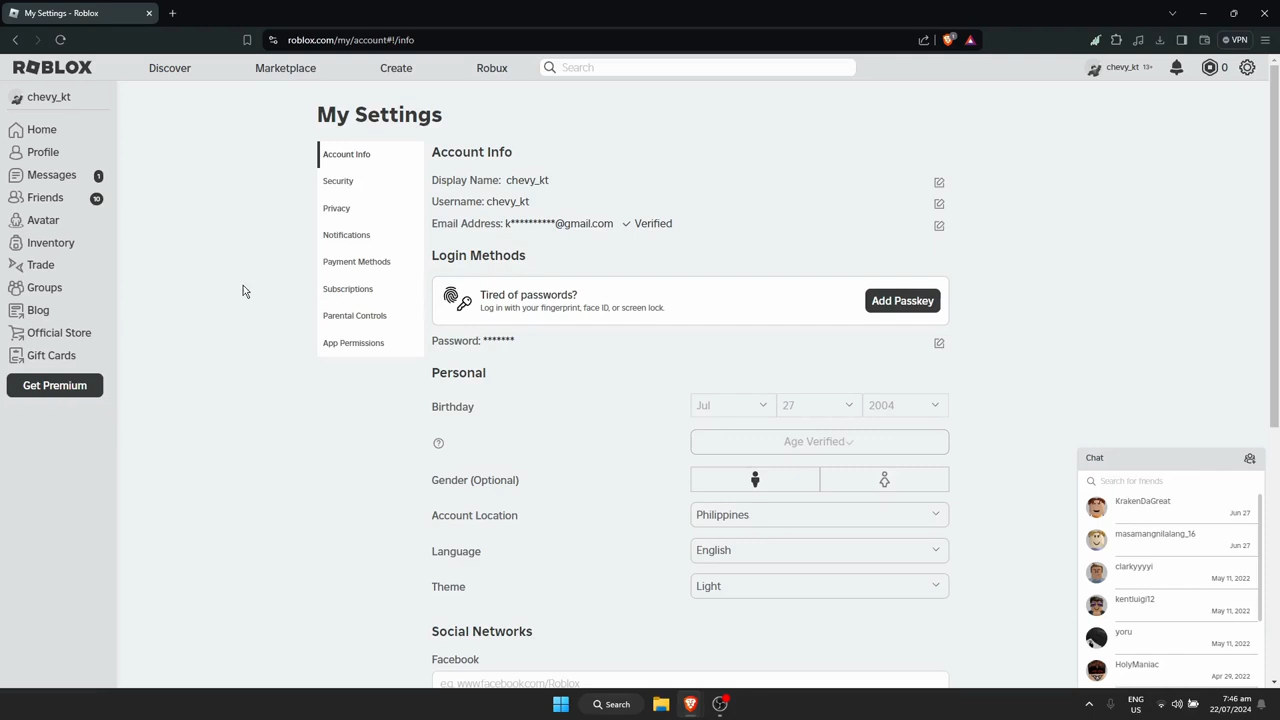 My Settings - Roblox
roblox.com/my/account#!/info
1
VPN
ROBLOX
Discover
Marketplace
Create
Robux
Search
chevy_kt 13+
0
chevy_kt
Home
Profile
Messages 1
Friends 10
Avatar
Inventory
Trade
Groups
Blog
Official Store
Gift Cards
Get Premium
My Settings
Account Info
Security
Privacy
Notifications
Payment Methods
Subscriptions
Parental Controls
App Permissions
Account Info
Display Name: chevy_kt
Username: chevy_kt
Email Address: k**********@gmail.com Verified
Login Methods
Tired of passwords?
Log in with your fingerprint, face ID, or screen lock.
Add Passkey
Password: *******
Personal
Birthday
Jul
27
2004
Age Verified
Gender (Optional)
Account Location
Philippines
Language
English
Theme
Light
Social Networks
Facebook
e.g. www.facebook.com/Roblox
Chat
Search for friends
KrakenDaGreat
Jun 27
masamangnilalang_16
Jun 27
clarkyyyyi
May 11, 2022
kentluigi12
May 11, 2022
yoru
May 11, 2022
HolyManiac
Apr 29, 2022
Search
ENG
US
7:46 am
22/07/2024